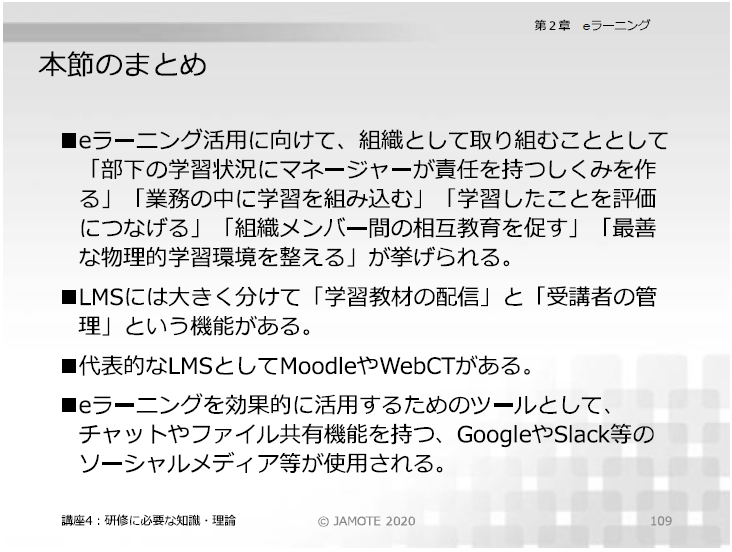 第２章　eラーニング
本節のまとめ
■eラーニング活用に向けて、組織として取り組むこととして
「部下の学習状況にマネージャーが責任を持つしくみを作
る」「業務の中に学習を組み込む」「学習したことを評価
につなげる」「組織メンバー間の相互教育を促す」「最善
な物理的学習環境を整える」が挙げられる。
■LMSには大きく分けて「学習教材の配信」と「受講者の管
理」という機能がある。
■代表的なLMSとしてMoodleやWebCTがある。
■eラーニングを効果的に活用するためのツールとして、
チャットやファイル共有機能を持つ、GoogleやSlack等の
ソーシャルメディア等が使用される。
講座4：研修に必要な知識・理論
© JAMOTE 2020
109